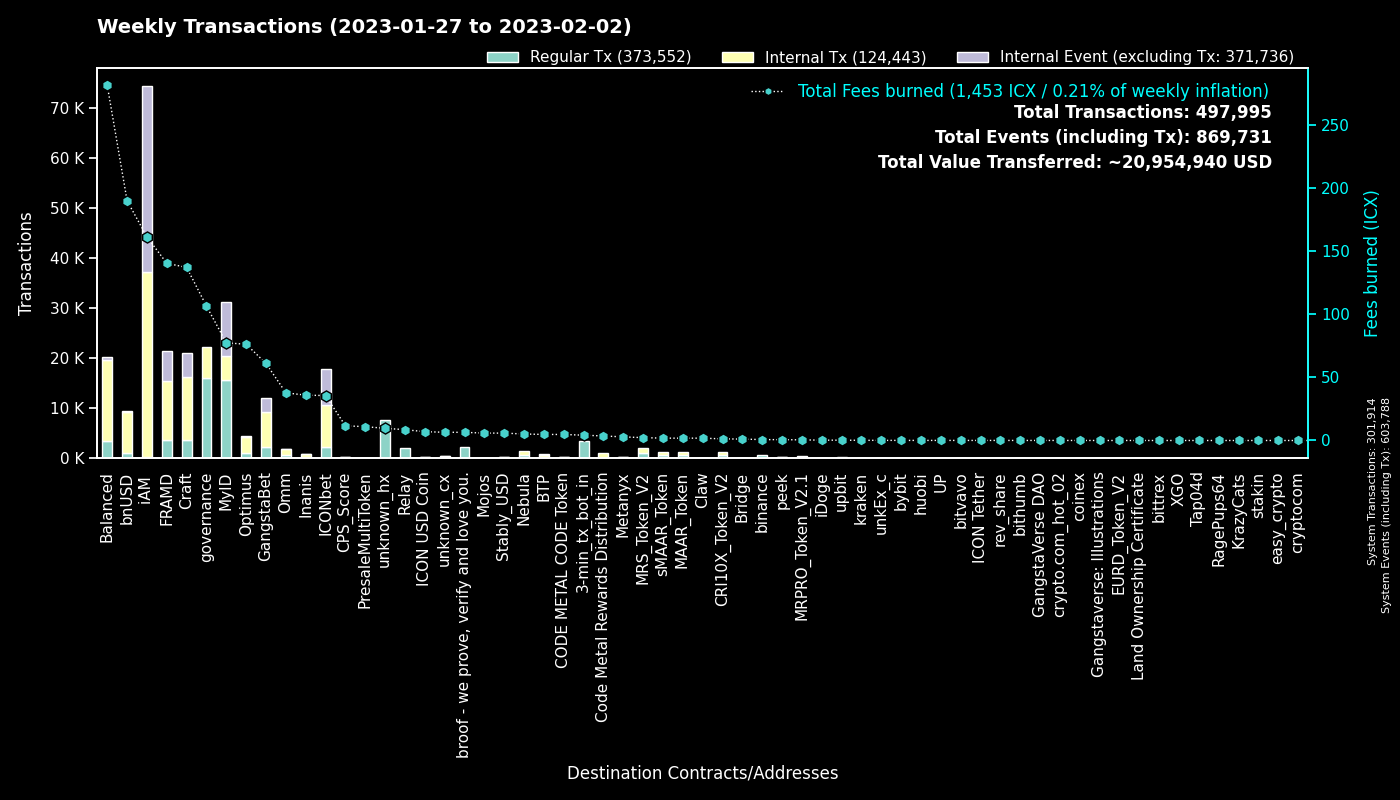 Weekly Transactions (2023-01-27 to 2023-02-02)
Regular Tx (373,552)
Internal Tx (124,443)
Internal Event (excluding Tx: 371,736)
Total Fees burned (1,453 ICX / 0.21% of weekly inflation)
Total Transactions: 497,995
Total Events (including Tx): 869,731
Total Value Transferred: ~20,954,940 USD
Transactions
70 K
60 K
50 K
40 K
30 K
20 K
10 K
0 K
250
200
150
100
50
0
Fees burned (ICX)
Balanced
bnUSD
iAM
FRAMD
Craft
governance
MyID
Optimus
GangstaBet
Omm
Inanis
ICONbet
CPS_Score
PresaleMultiToken
unknown_hx
Relay
ICON USD Coin
unknown_cx
broof - we prove, verify and love you.
Mojos
Stably_USD
Nebula
BTP
CODE METAL CODE Token
3-min_tx_bot_in
Code Metal Rewards Distribution
Metanyx
MRS_Token_V2
sMAAR_Token
MAAR_Token
Claw
CRI10X_Token_V2
Bridge
binance
peek
MRPRO_Token_V2.1
iDoge
upbit
kraken
unkEx_c
bybit
huobi
UP
bitvavo
ICON Tether
rev_share
bithumb
GangstaVerse DAO
crypto.com_hot_02
coinex
Gangstaverse: Illustrations
EURD_Token_V2
Land Ownership Certificate
bittrex
XGO
Tap04d
RagePups64
KrazyCats
stakin
easy_crypto
cryptocom
Destination Contracts/Addresses
System Transactions: 301,914
System Events (including Tx): 603,788